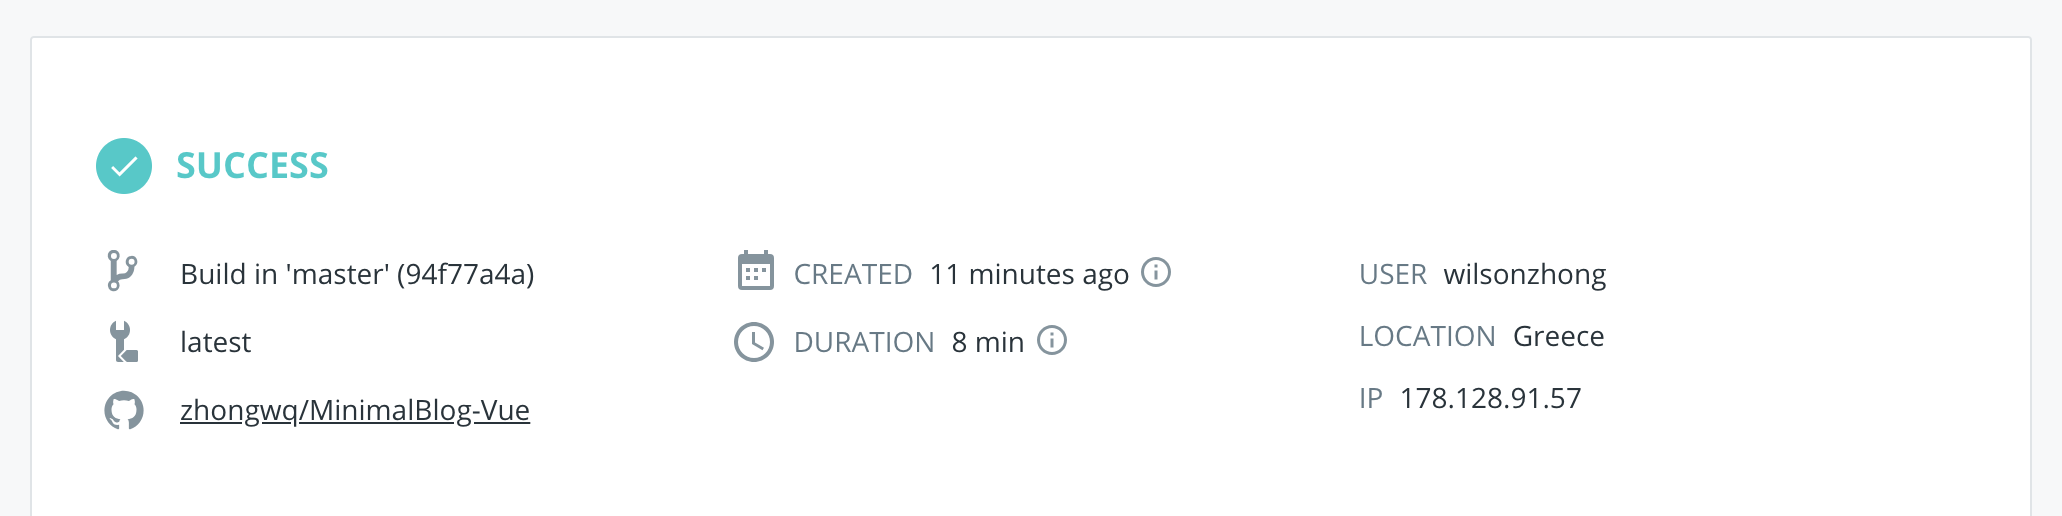 SUCCESS
Build in 'master' (94f77a4a)
latest
zhongwq/MinimalBlog-Vue
CREATED 11 minutes ago
DURATION 8 min
USER wilsonzhong
LOCATION Greece
IP 178.128.91.57